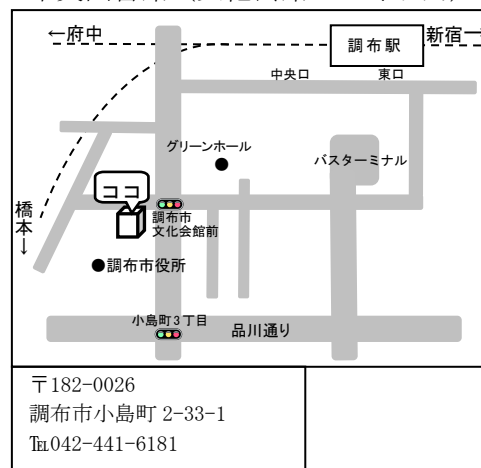 ←府中
調布駅
新宿→
中央口
東口
グリーンホール
バスターミナル
ココ
橋本→
調布市
文化会館前
●調布市役所
小島町3丁目
品川通り
〒182-0026
調布市小島町 2-33-1
℡042-441-6181